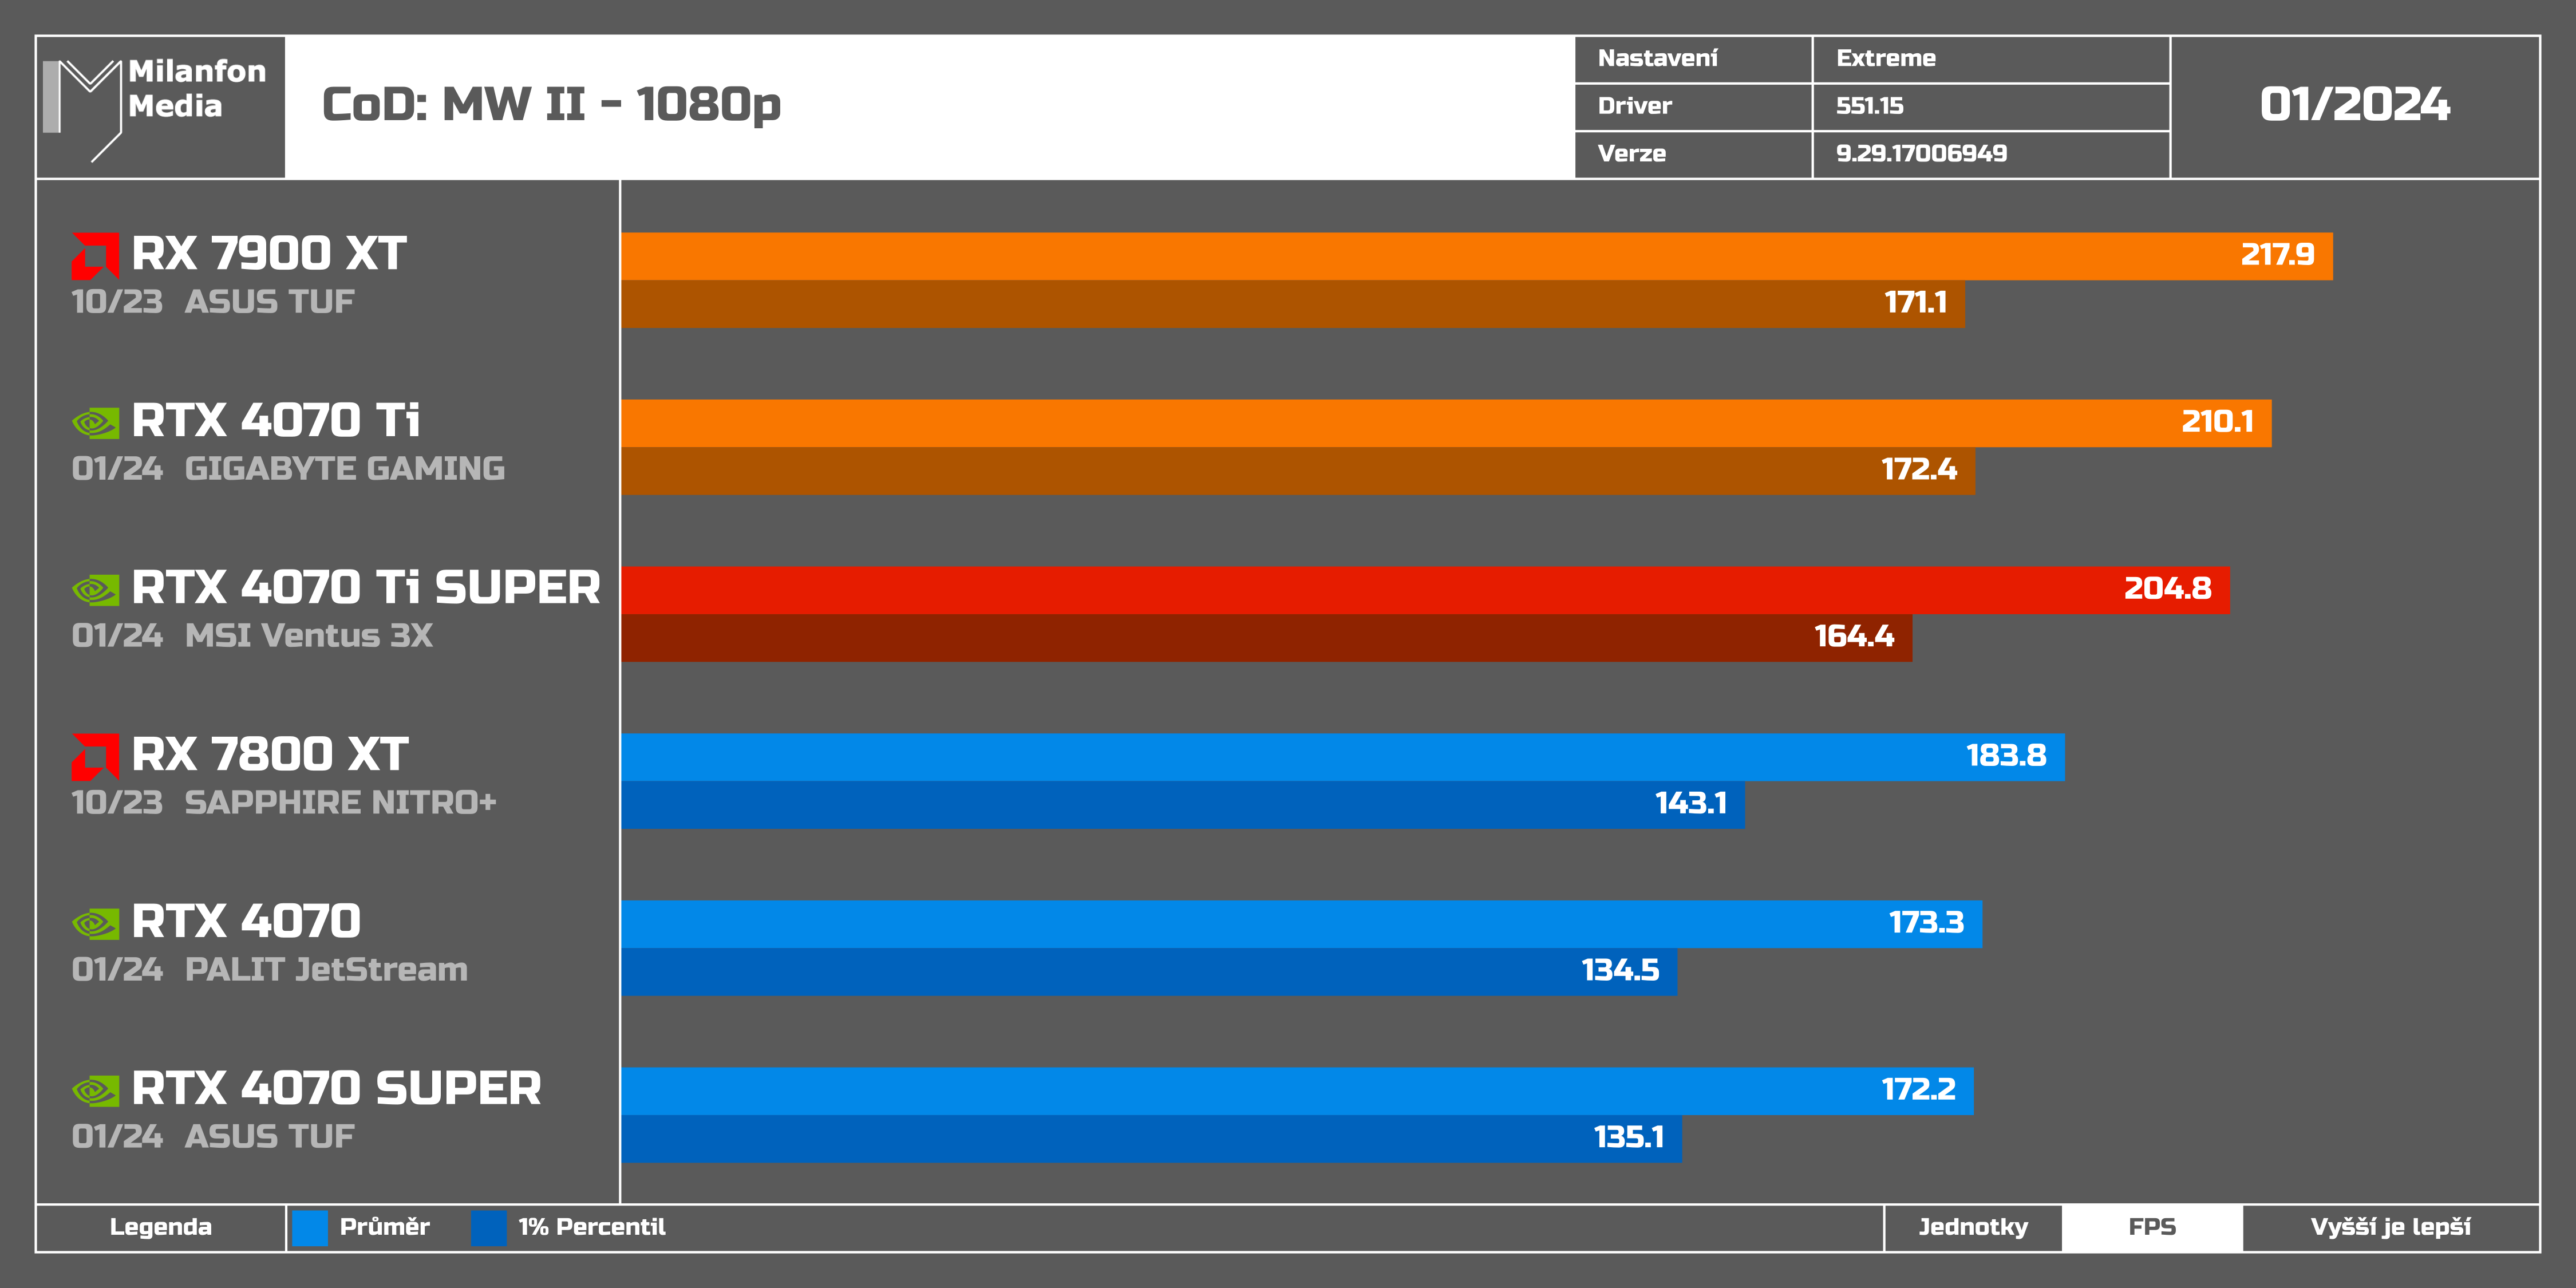 Milanfon
Media
CoD: MW II - 1080p
Nastavení Extreme
Driver 551.15
Verze 9.29.17006949
01/2024
RX 7900 XT
10/23 ASUS TUF
217.9
171.1
RTX 4070 Ti
01/24 GIGABYTE GAMING
210.1
172.4
RTX 4070 Ti SUPER
01/24 MSI Ventus 3X
204.8
164.4
RX 7800 XT
10/23 SAPPHIRE NITRO+
183.8
143.1
RTX 4070
01/24 PALIT JetStream
173.3
134.5
RTX 4070 SUPER
01/24 ASUS TUF
172.2
135.1
Legenda Průměr 1% Percentil Jednotky FPS Vyšší je lepší